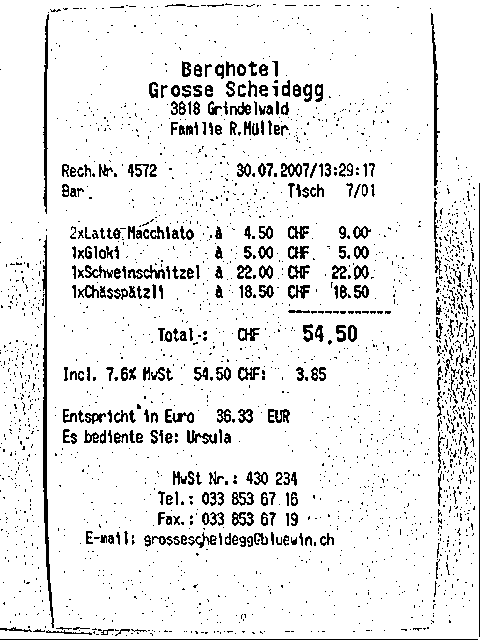 Berghotel
Grosse Scheidegg
3818 Grindelwald
Familie R.Müller
Rech.Nr. 4572 30.07.2007/13:29:17
Bar Tisch 7/01
2xLatte Macchiato à 4.50 CHF 9.00
1xGloki à 5.00 CHF 5.00
1xSchweinschnitzel à 22.00 CHF 22.00
1xChässpätzli à 18.50 CHF 18.50
Total : CHF 54.50
Incl. 7.6% MwSt 54.50 CHF: 3.85
Entspricht in Euro 36.33 EUR
Es bediente Sie: Ursula
MwSt Nr.: 430 234
Tel.: 033 853 67 16
Fax.: 033 853 67 19
E-mail: grossescheidegg@bluewin.ch